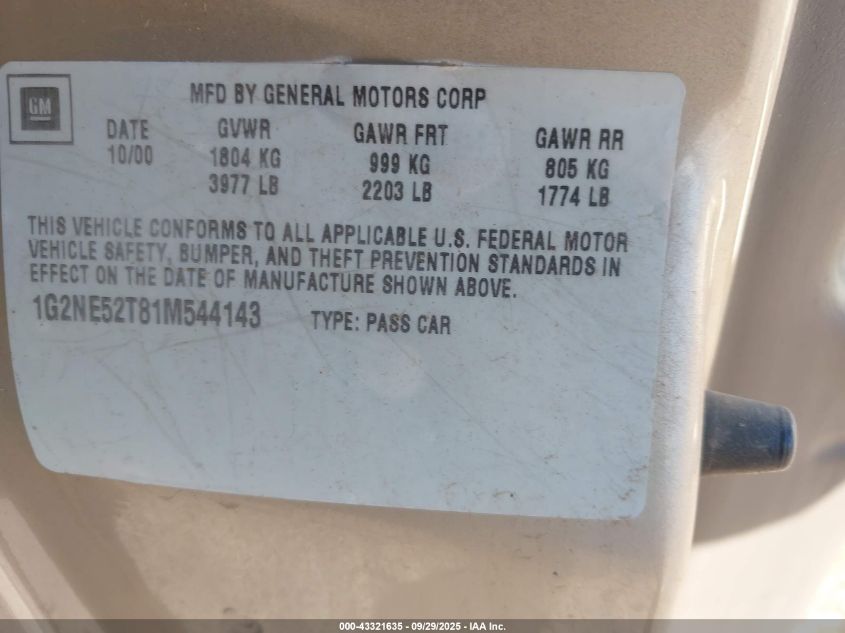 GM
MFD BY GENERAL MOTORS CORP
DATE GVWR GAWR FRT GAWR RR
10/00 1804 KG 999 KG 805 KG
3977 LB 2203 LB 1774 LB
THIS VEHICLE CONFORMS TO ALL APPLICABLE U.S. FEDERAL MOTOR
VEHICLE SAFETY, BUMPER, AND THEFT PREVENTION STANDARDS IN
EFFECT ON THE DATE OF MANUFACTURE SHOWN ABOVE.
1G2NE52T81M544143 TYPE: PASS CAR
000-43321635 - 09/29/2025 - IAA Inc.